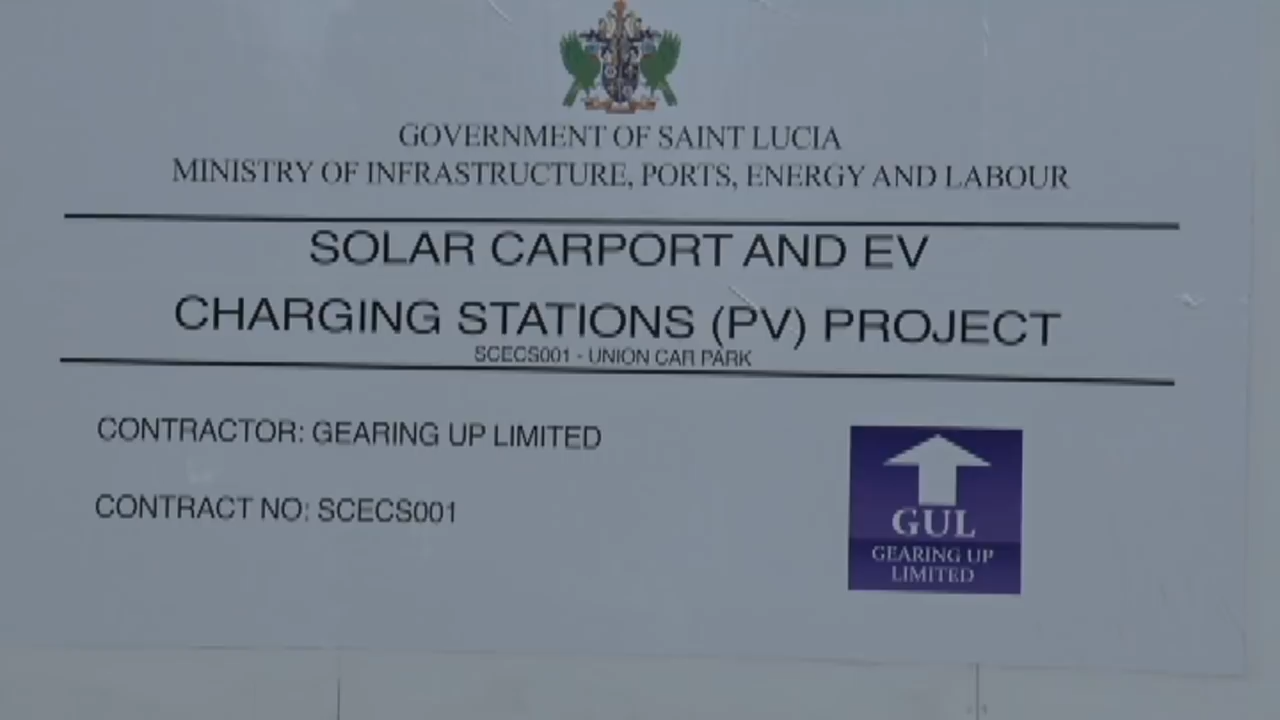 GOVERNMENT OF SAINT LUCIA
MINISTRY OF INFRASTRUCTURE, PORTS, ENERGY AND LABOUR
SOLAR CARPORT AND EV
CHARGING STATIONS (PV) PROJECT
SCECS001 - UNION CAR PARK
CONTRACTOR: GEARING UP LIMITED
CONTRACT NO: SCECS001
GUL
GEARING UP
LIMITED